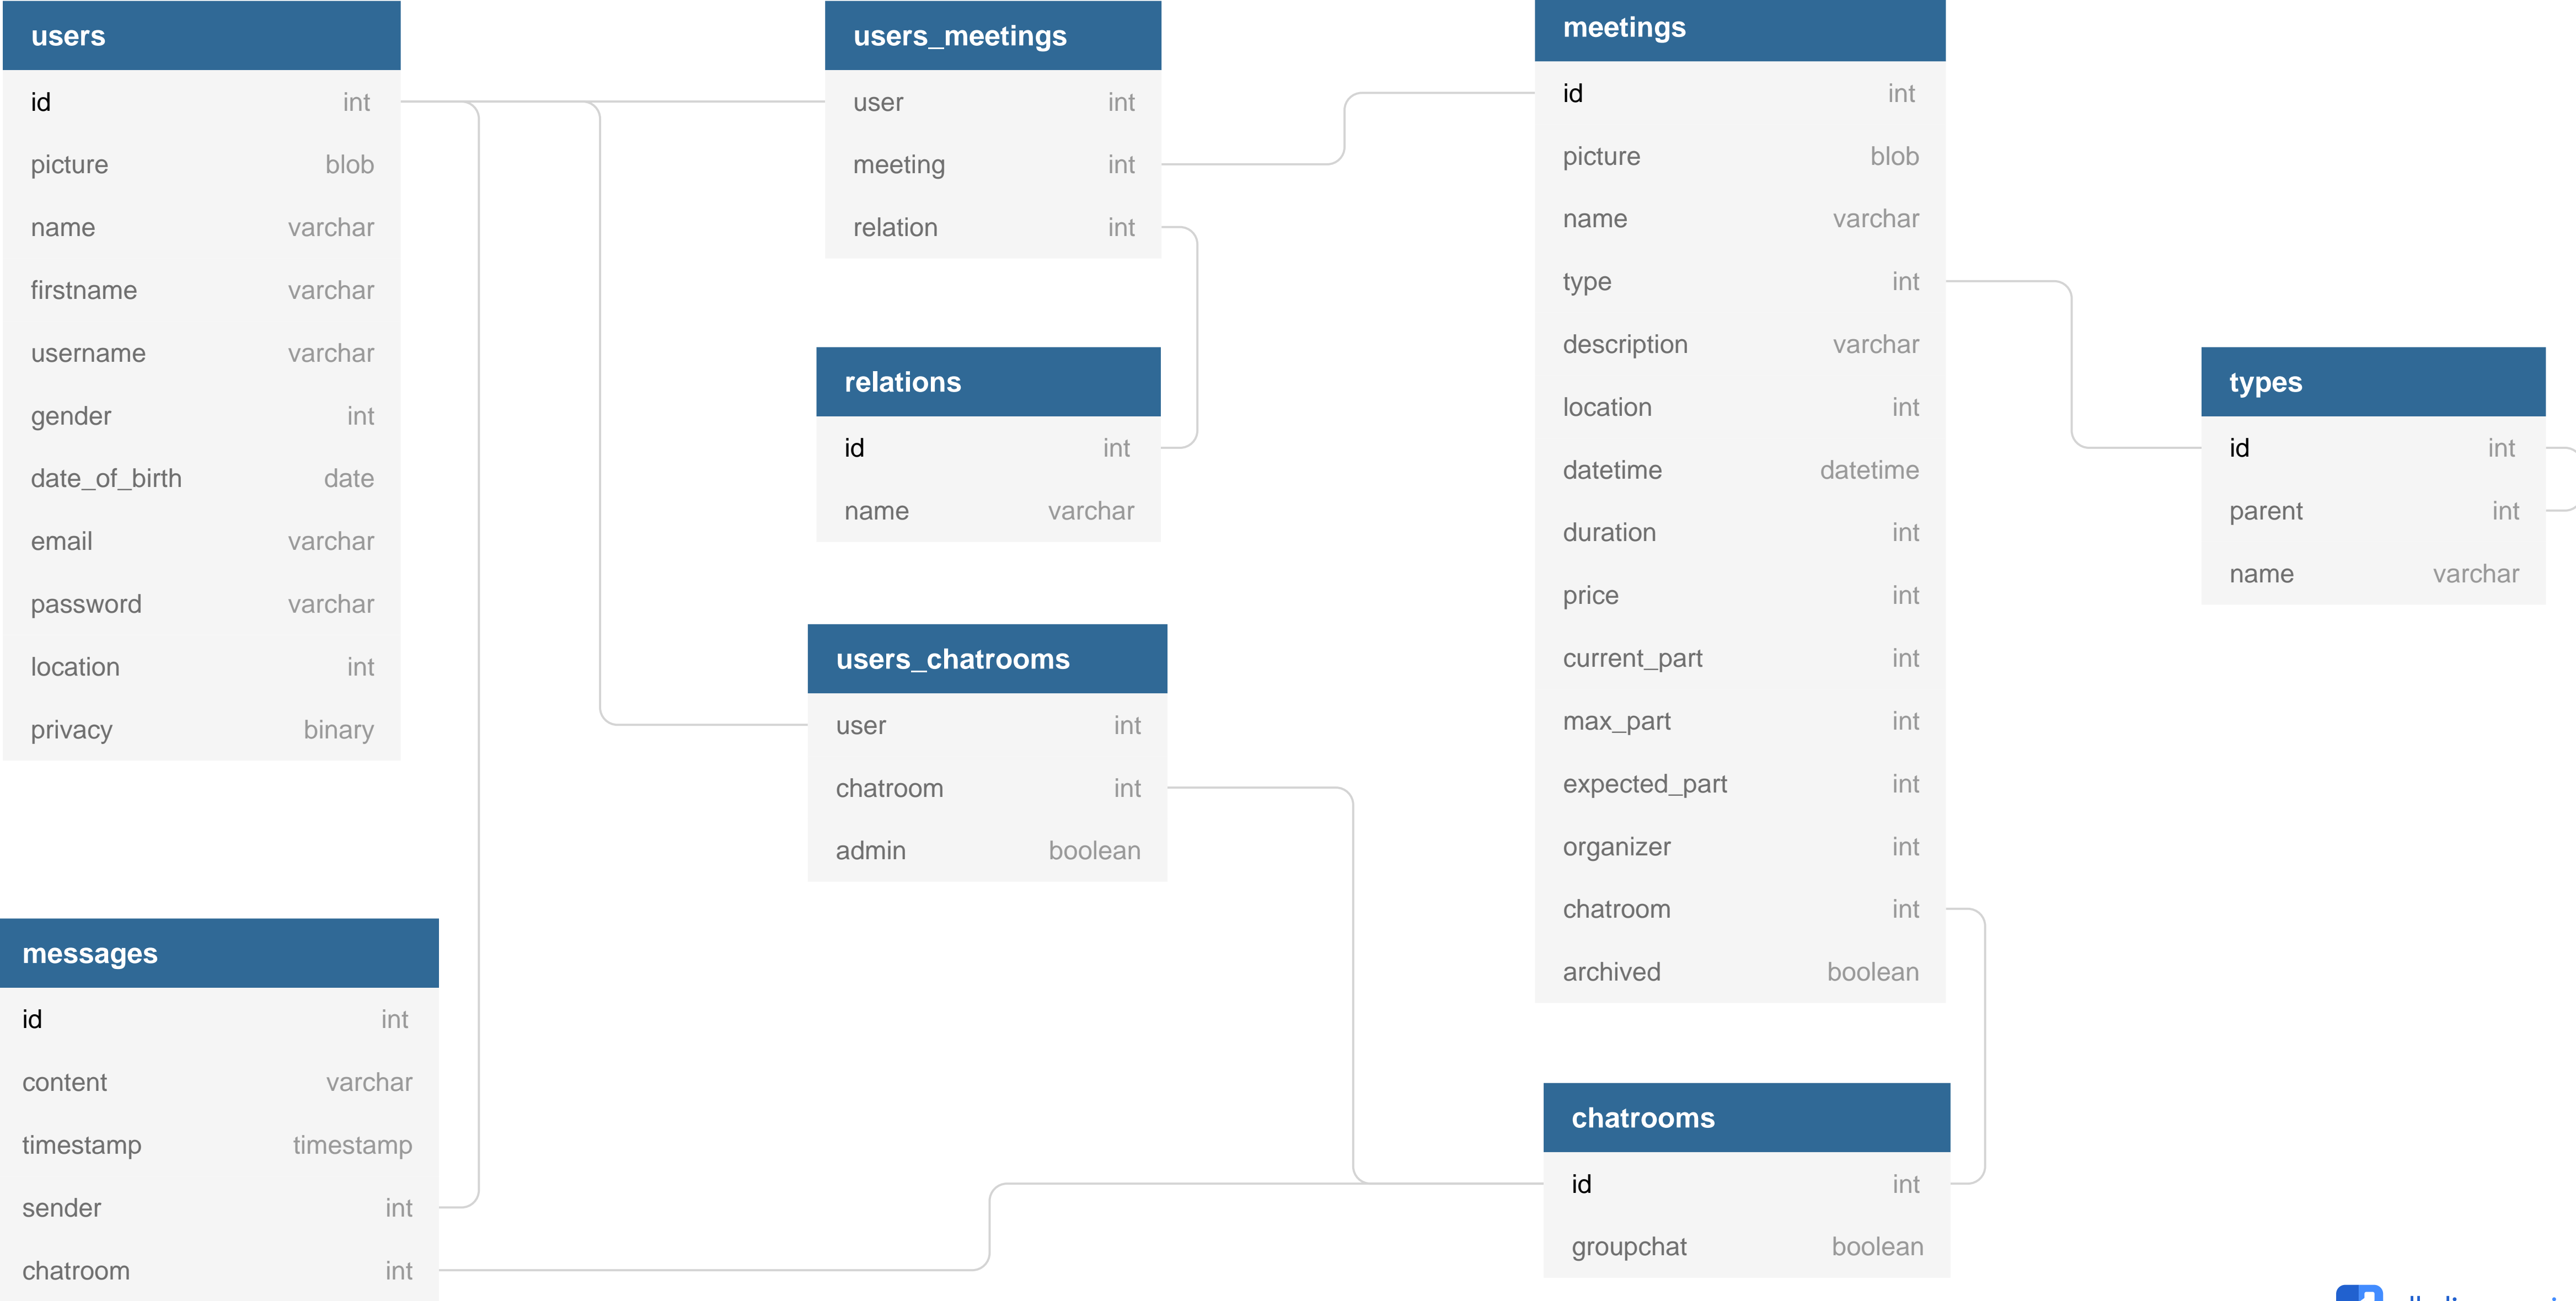 users
id int
picture blob
name varchar
firstname varchar
username varchar
gender int
date_of_birth date
email varchar
password varchar
location int
privacy binary
messages
id int
content varchar
timestamp timestamp
sender int
chatroom int
users_meetings
user int
meeting int
relation int
relations
id int
name varchar
users_chatrooms
user int
chatroom int
admin boolean
meetings
id int
picture blob
name varchar
type int
description varchar
location int
datetime datetime
duration int
price int
current_part int
max_part int
expected_part int
organizer int
chatroom int
archived boolean
chatrooms
id int
groupchat boolean
types
id int
parent int
name varchar